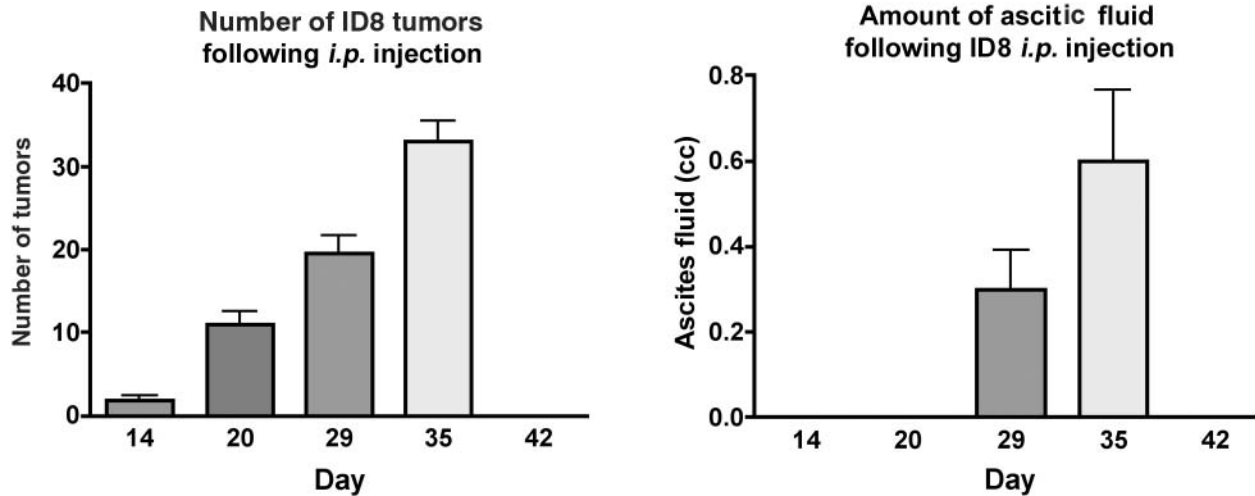 Number of ID8 tumors
following i.p. injection
Number of tumors
40
30
20
10
0
14 20 29 35 42
Day
Amount of ascitic fluid
following ID8 i.p. injection
Ascites fluid (cc)
0.8
0.6
0.4
0.2
0.0
14 20 29 35 42
Day